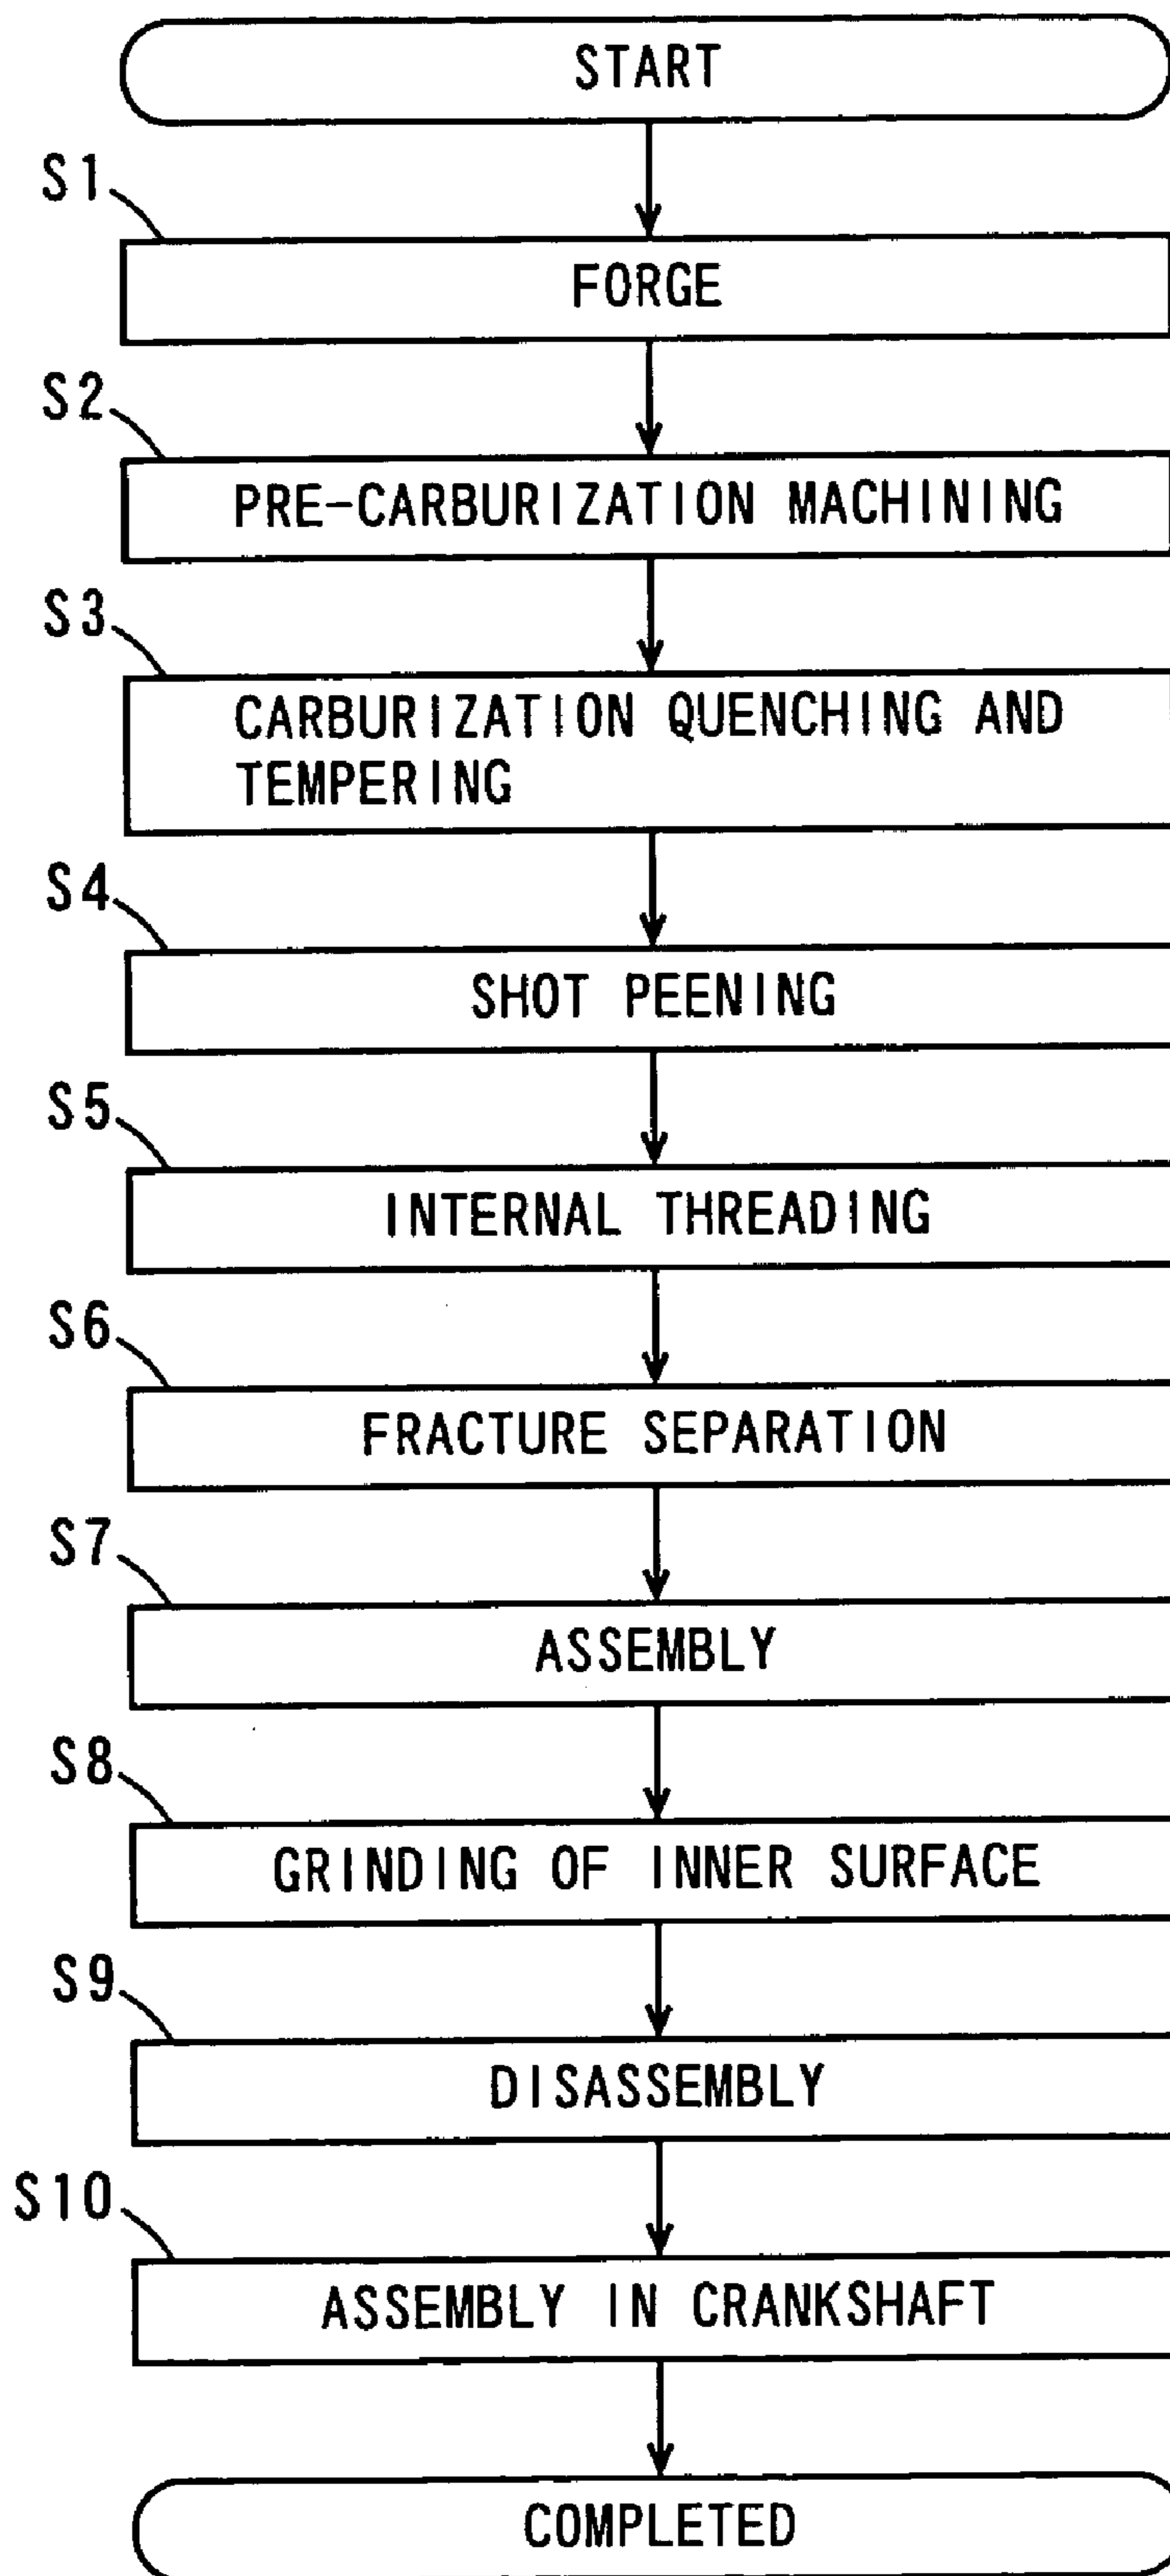 START
S1
FORGE
S2
PRE-CARBURIZATION MACHINING
S3
CARBURIZATION QUENCHING AND
TEMPERING
S4
SHOT PEENING
S5
INTERNAL THREADING
S6
FRACTURE SEPARATION
S7
ASSEMBLY
S8
GRINDING OF INNER SURFACE
S9
DISASSEMBLY
S10
ASSEMBLY IN CRANKSHAFT
COMPLETED